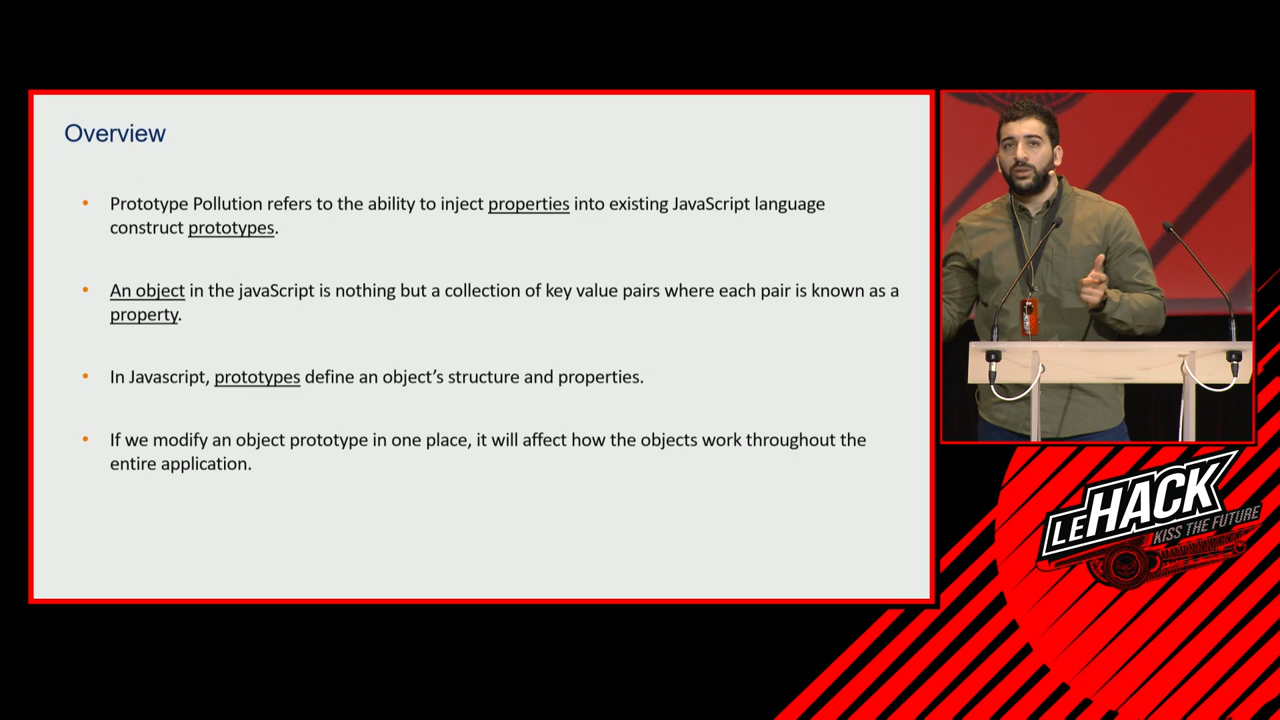 Overview
• Prototype Pollution refers to the ability to inject properties into existing JavaScript language
construct prototypes.
• An object in the javaScript is nothing but a collection of key value pairs where each pair is known as a
property.
• In Javascript, prototypes define an object’s structure and properties.
• If we modify an object prototype in one place, it will affect how the objects work throughout the
entire application.
LEHACK
KISS THE FUTURE